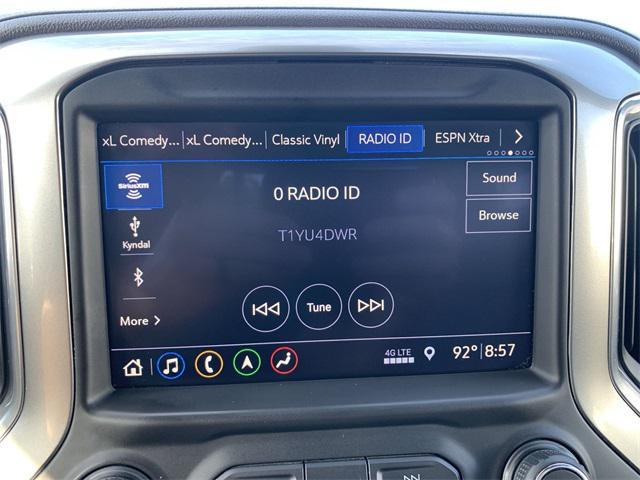 xL Comedy... xL Comedy... Classic Vinyl RADIO ID ESPN Xtra
SiriusXM
0 RADIO ID
Sound
T1YU4DWR
Browse
Kyndal
Tune
More
4G LTE
92° 8:57